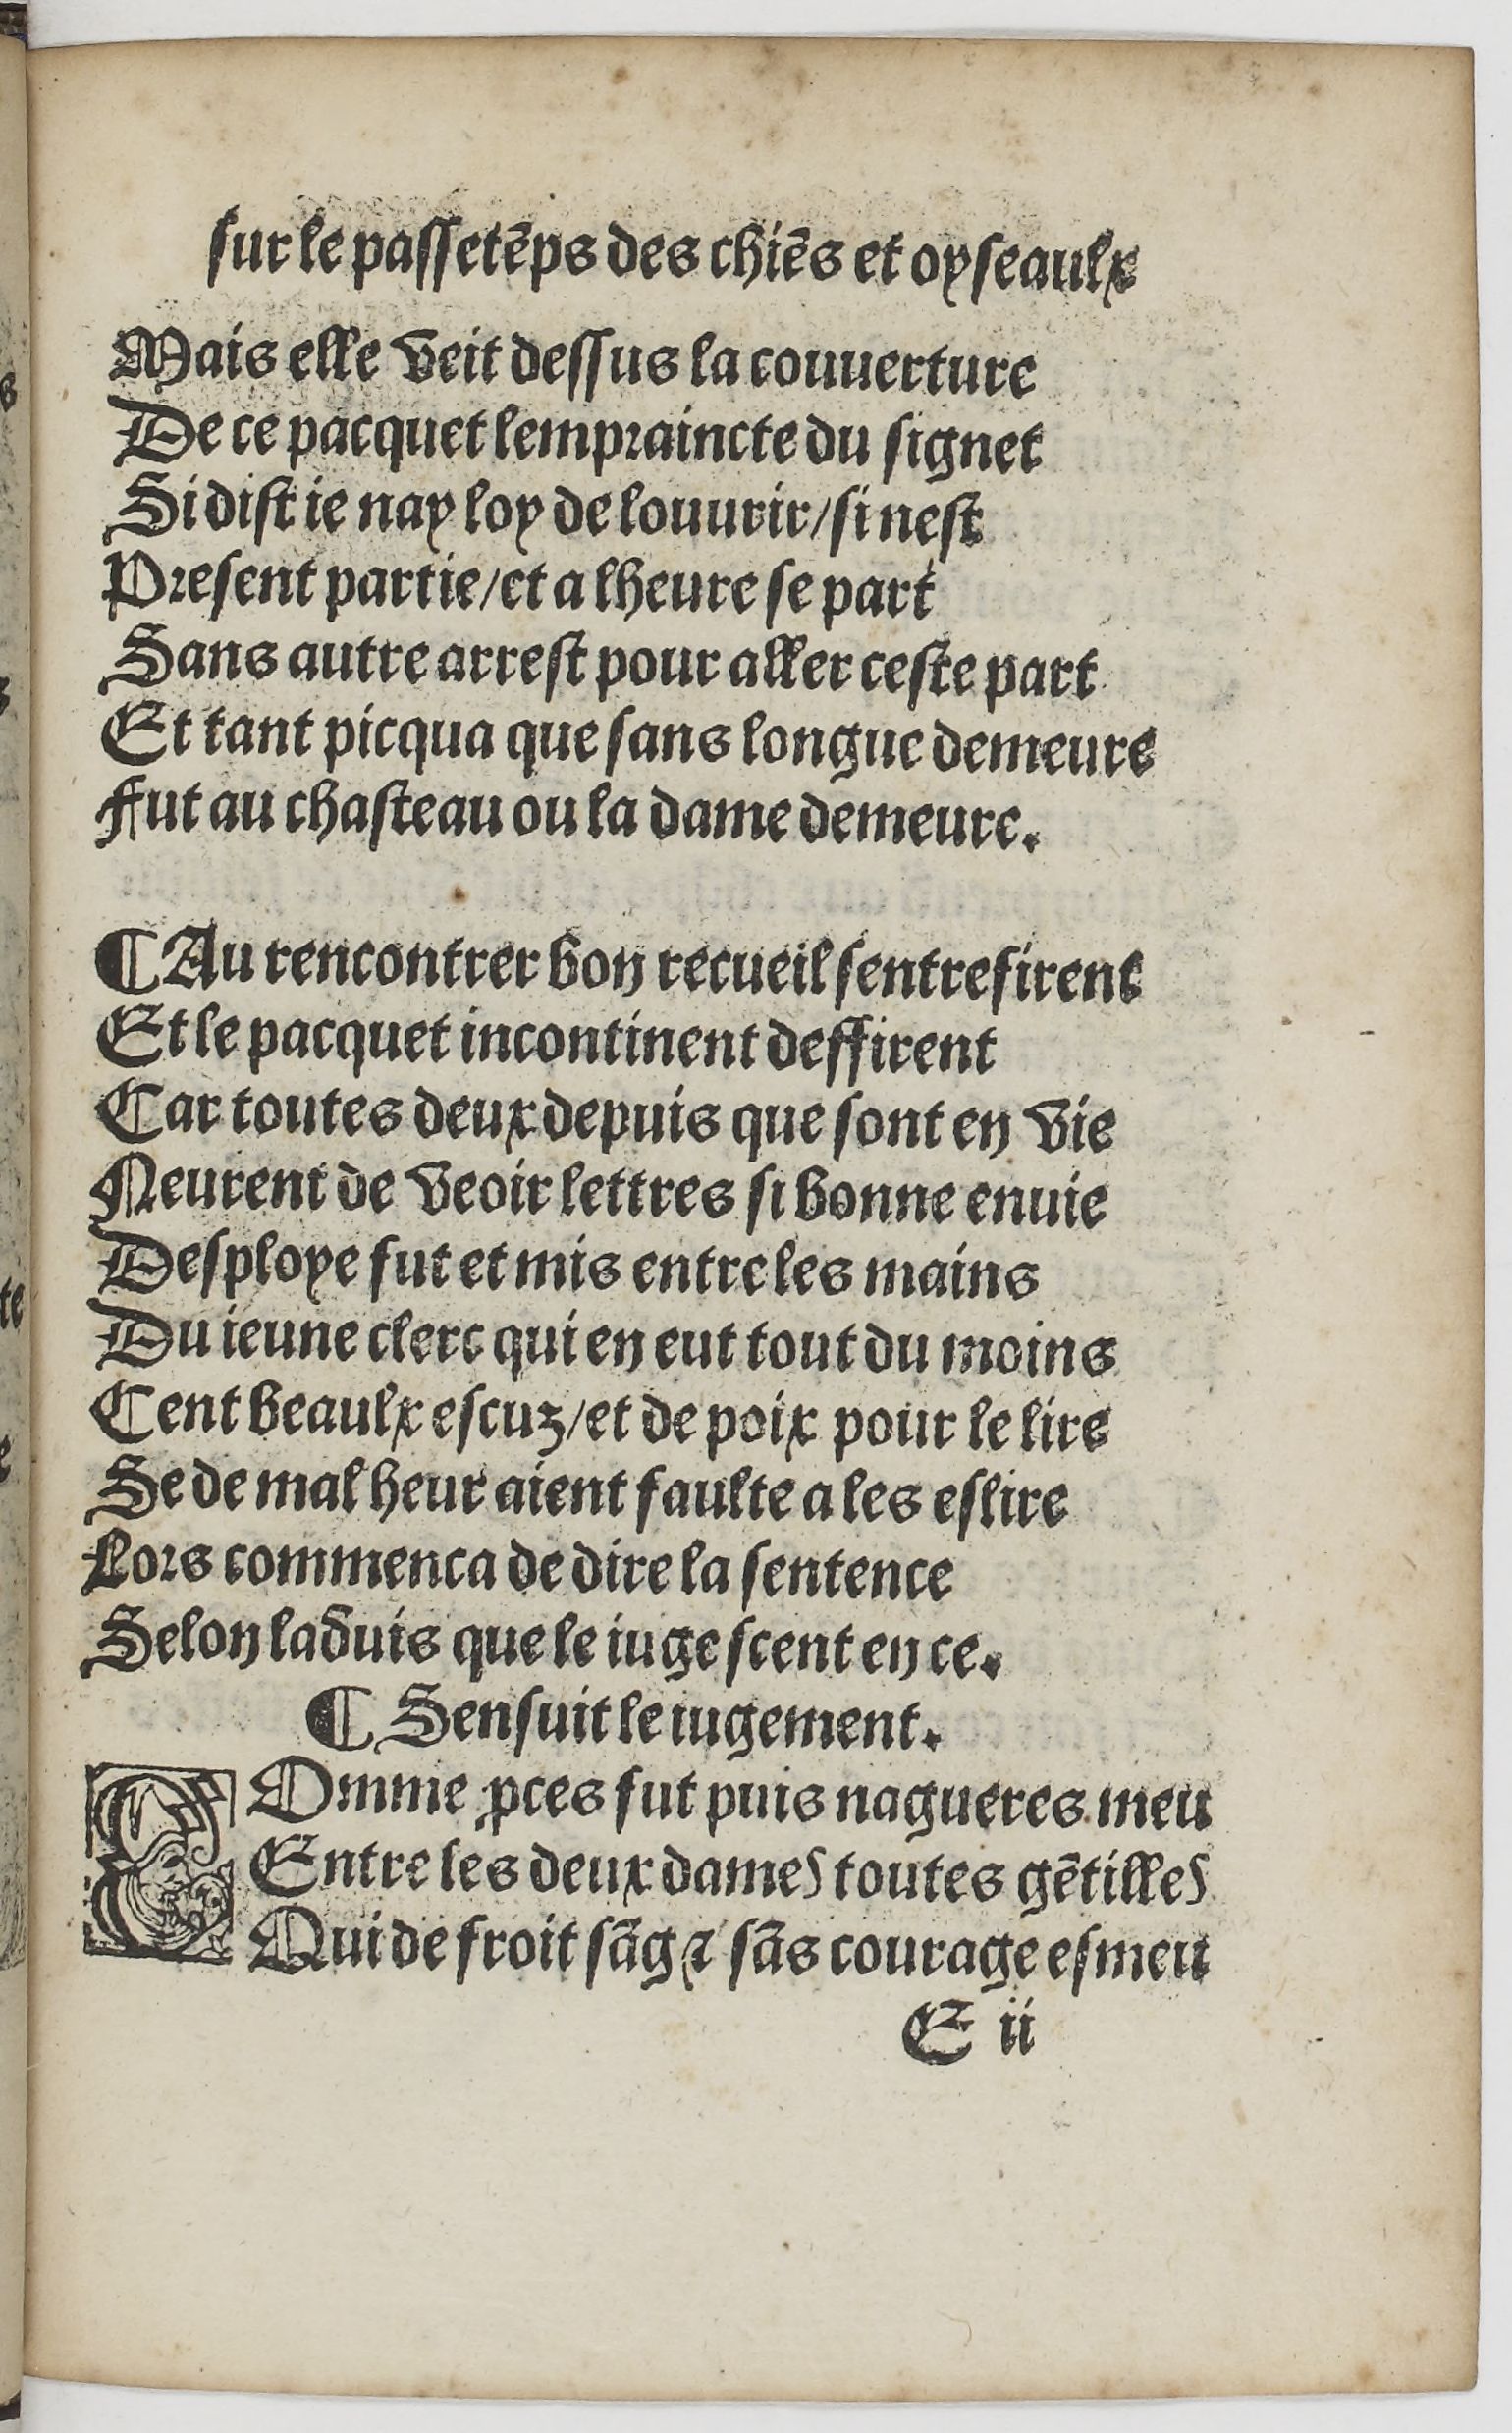 sur le passetẽps des chiẽs et oyseaulx
Mais elle veit dessus la couuerture
De ce pacquet lempraincte du signet
Si dist ie nay loy de louurir/si nest
Present partie/et a lheure se part
Sans autre arrest pour aller ceste part
Et tant picqua que sans longue demeure
Fut au chasteau ou la dame demeure.
¶ Au rencontrer bon recueil sentrefirent
Et le pacquet incontinent deffirent
Car toutes deux depuis que sont en vie
Neurent de veoir lettres si bonne enuie
Desploye fut et mis entre les mains
Du ieune clerc qui en eut tout du moins
Cent beaulx escuz/et de poix pour le lire
Se de mal heur aient faulte a les eslire
Lors commenca de dire la sentence
Selon laduis que le iuge scent en ce.
¶ Sensuit le iugement.
COmme ꝓces fut puis nagueres meu
Entre les deux dames toutes gẽtilles
Qui de froit sãg ⁊ sãs courage esmeu
E ii